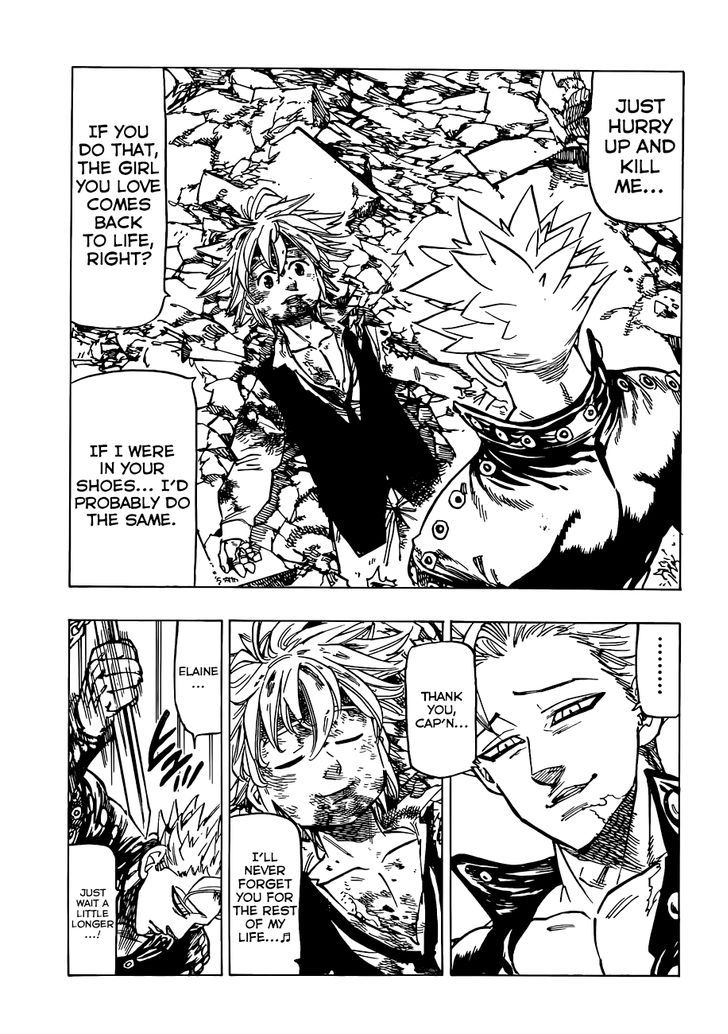 JUST
HURRY
UP AND
KILL
ME...
IF YOU
DO THAT,
THE GIRL
YOU LOVE
COMES
BACK
TO LIFE,
RIGHT?
IF I WERE
IN YOUR
SHOES... I'D
PROBABLY DO
THE SAME.
........
THANK
YOU,
CAP'N...
I'LL
NEVER
FORGET
YOU FOR
THE REST
OF MY
LIFE...♫
ELAINE
...
JUST
WAIT A
LITTLE
LONGER
...!